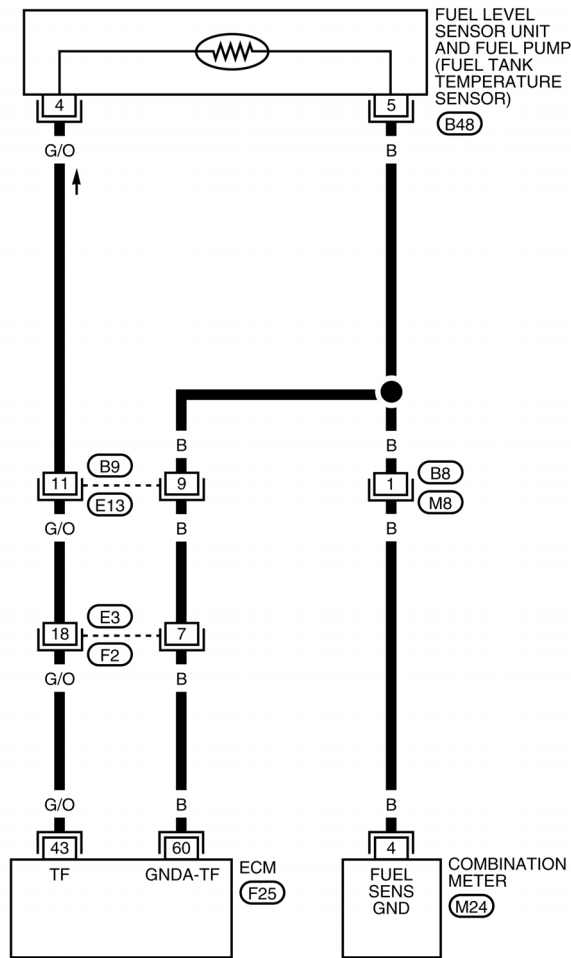 FUEL LEVEL
SENSOR UNIT
AND FUEL PUMP
(FUEL TANK
TEMPERATURE
SENSOR)
4
5
B48
G/O
B
B
B
11
B9
9
1
B8
E13
M8
G/O
B
B
18
E3
7
F2
G/O
B
G/O
B
B
43
60
4
TF
GNDA-TF
ECM
F25
FUEL
SENS
GND
COMBINATION
METER
M24